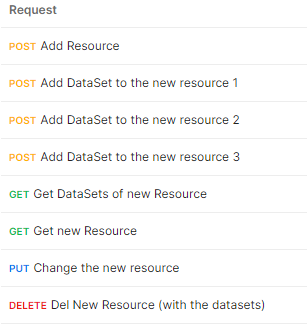 Request
POST Add Resource
POST Add DataSet to the new resource 1
POST Add DataSet to the new resource 2
POST Add DataSet to the new resource 3
GET Get DataSets of new Resource
GET Get new Resource
PUT Change the new resource
DELETE Del New Resource (with the datasets)